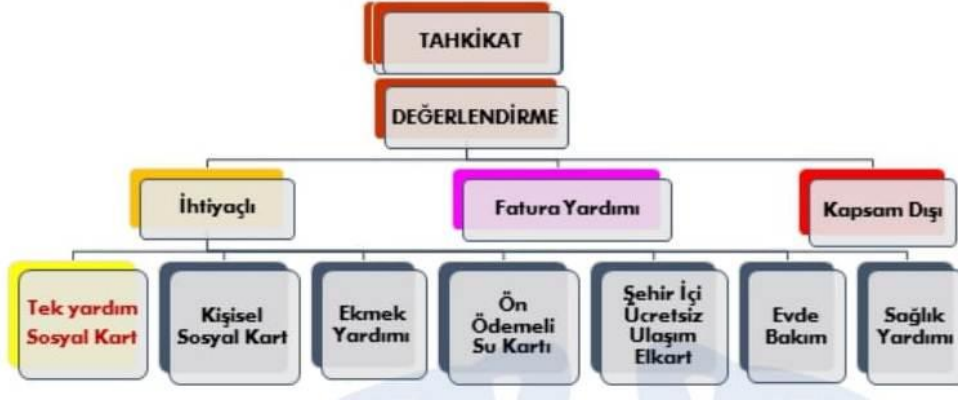 TAHKİKAT
DEĞERLENDİRME
İhtiyaçlı
Fatura Yardımı
Kapsam Dışı
Tek yardım
Sosyal Kart
Kişisel
Sosyal Kart
Ekmek
Yardımı
Ön
Ödemeli
Su Kartı
Şehir İçi
Ücretsiz
Ulaşım
Elkart
Evde
Bakım
Sağlık
Yardımı